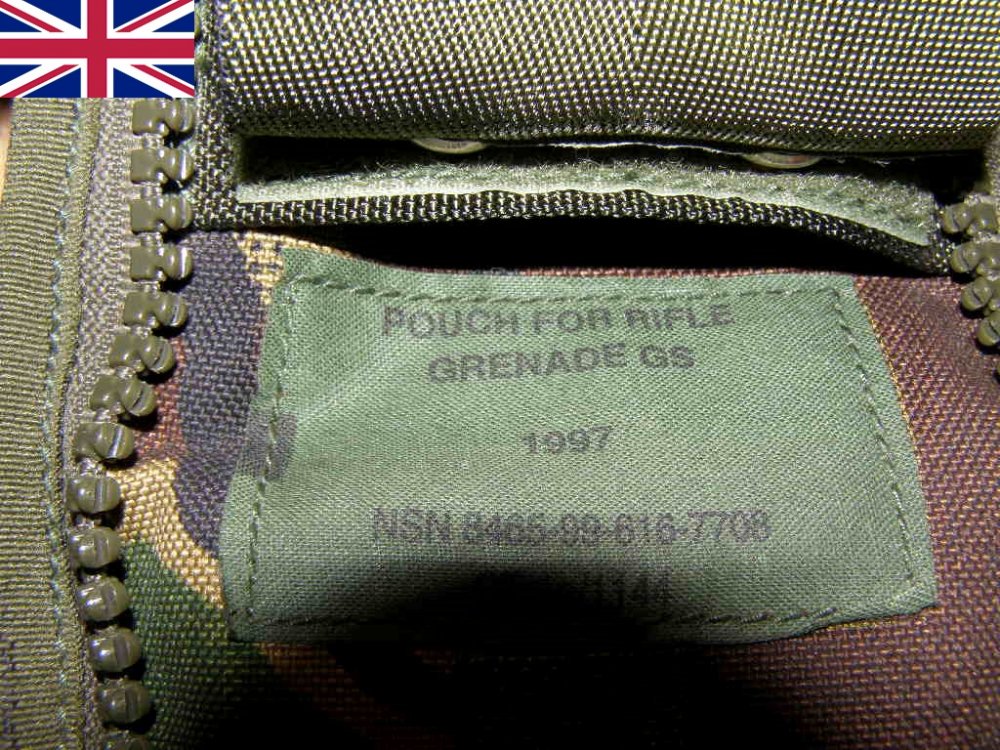 POUCH FOR RIFLE
GRENADE GS
1997
NSN 8465-99-616-7708